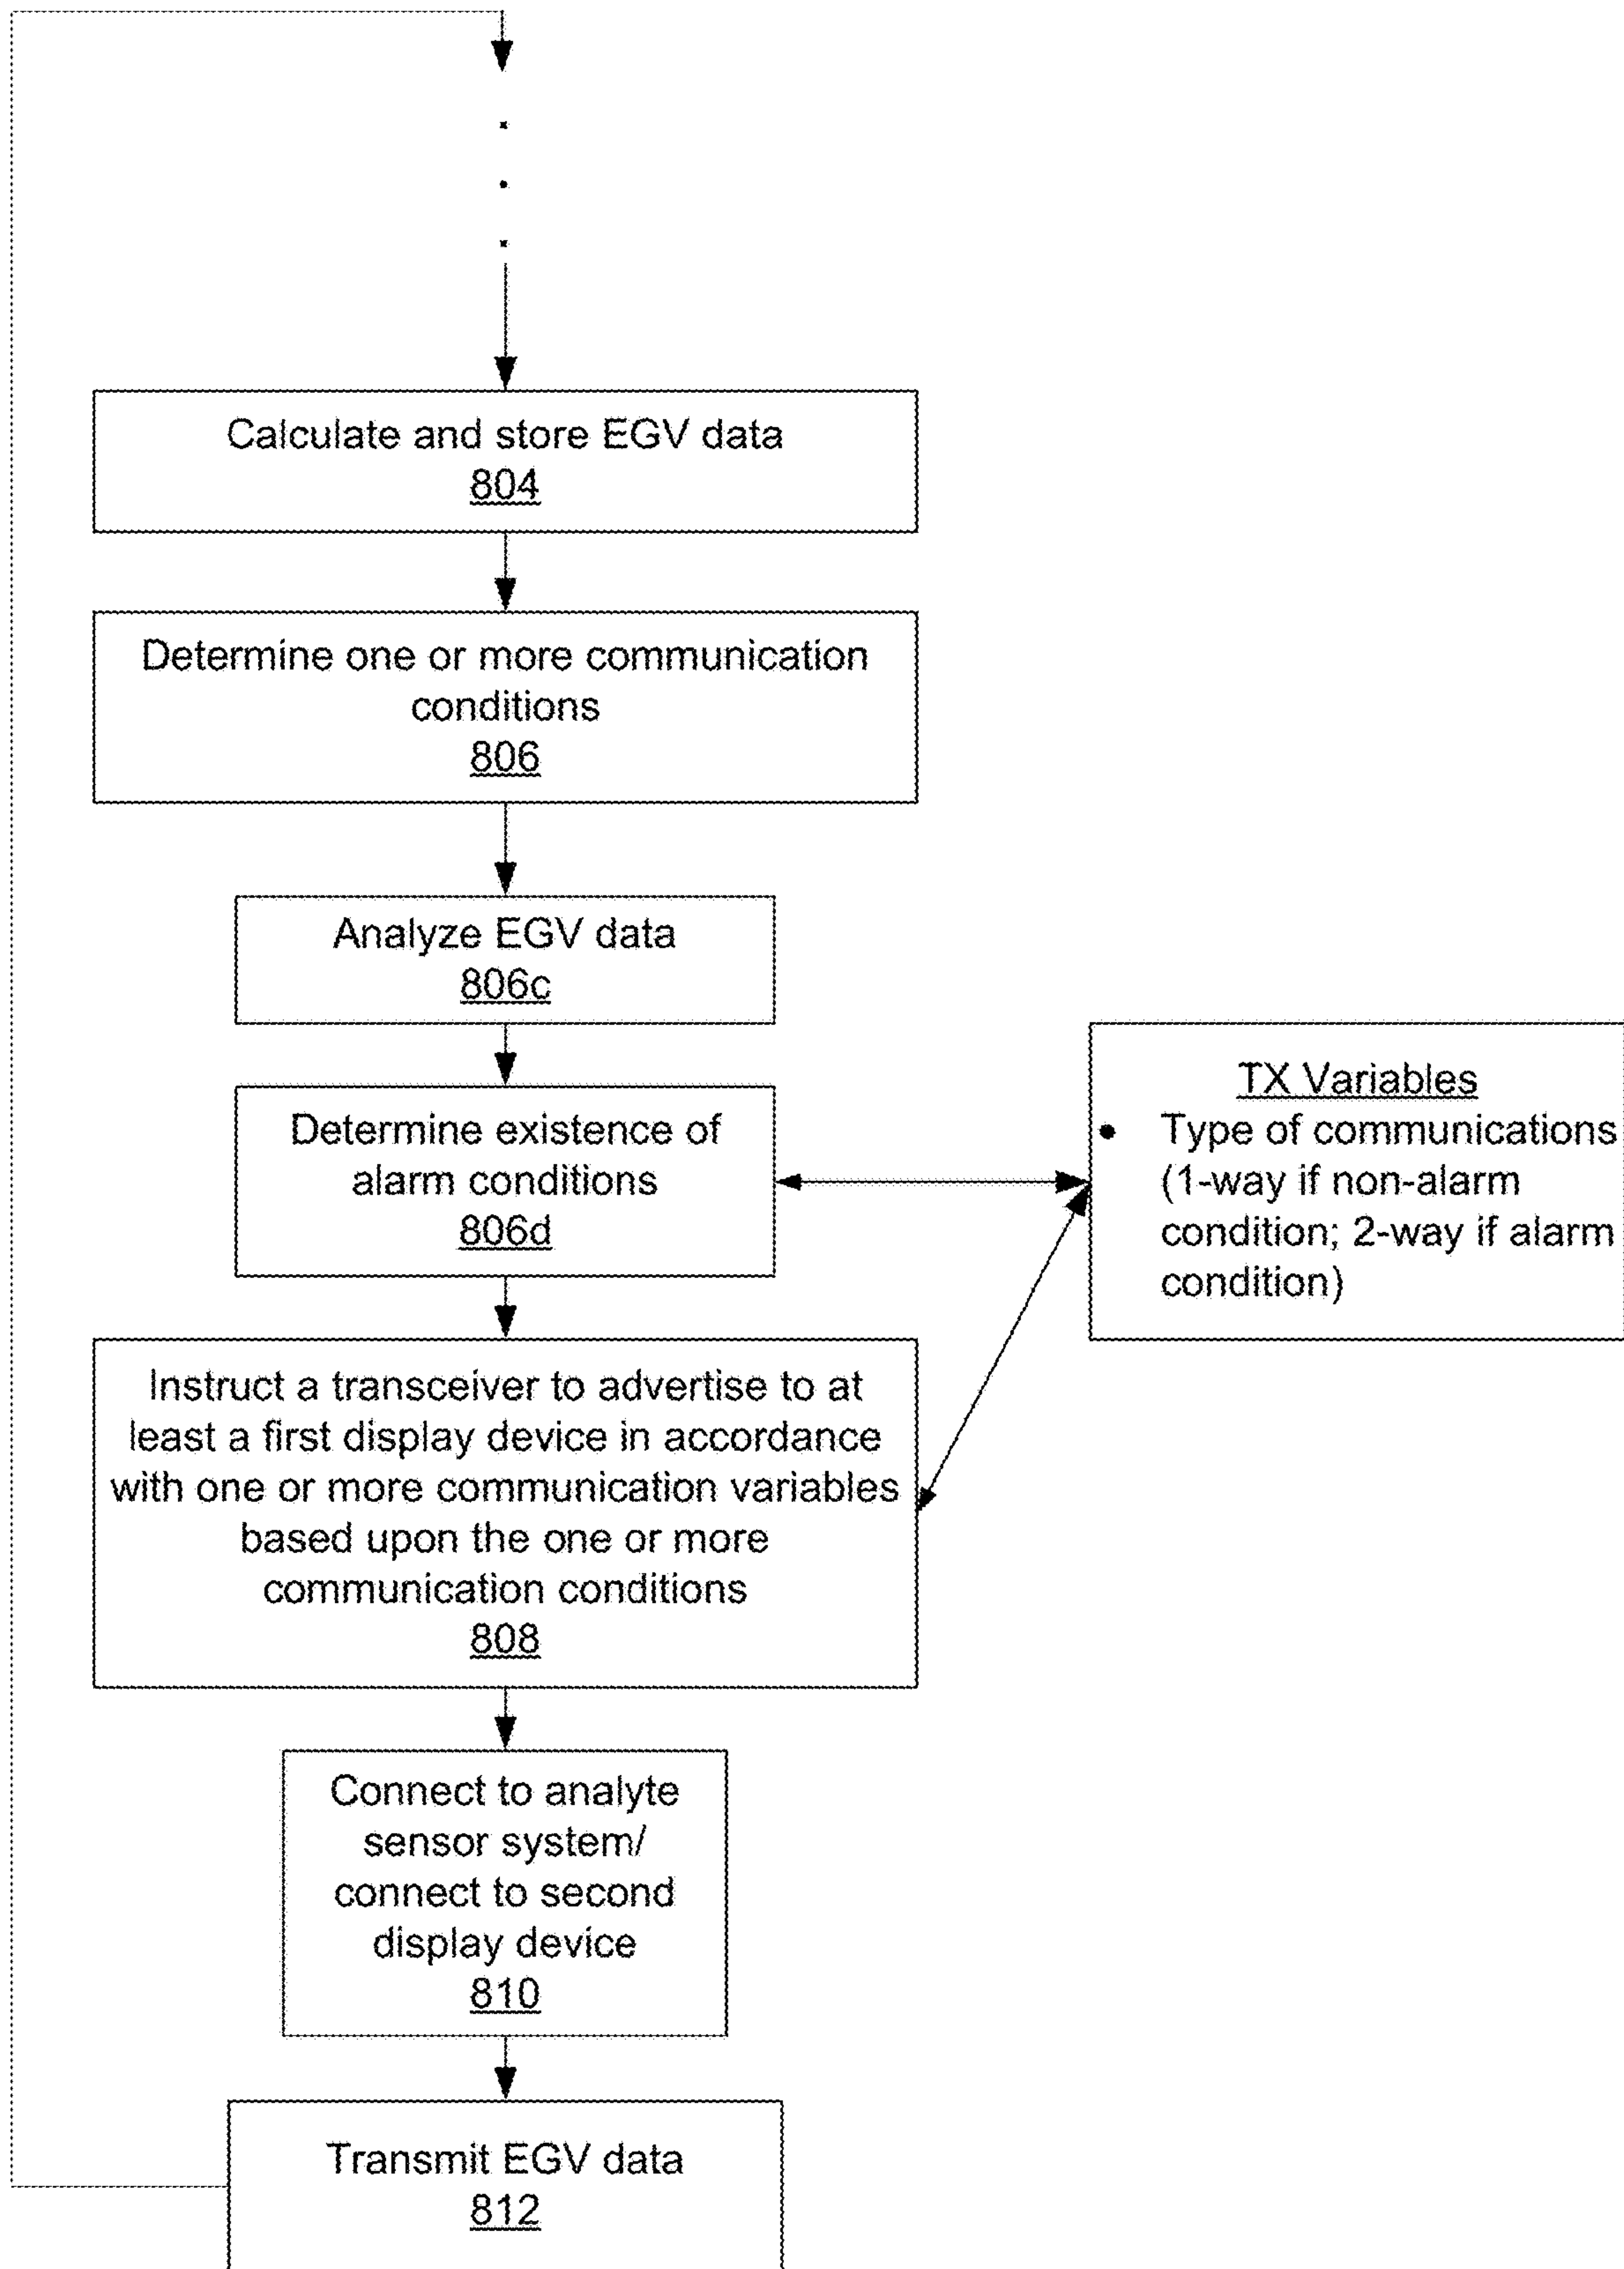 Calculate and store EGV data
804
Determine one or more communication
conditions
806
Analyze EGV data
806c
Determine existence of
alarm conditions
806d
TX Variables
• Type of communications
(1-way if non-alarm
condition; 2-way if alarm
condition)
Instruct a transceiver to advertise to at
least a first display device in accordance
with one or more communication variables
based upon the one or more
communication conditions
808
Connect to analyte
sensor system/
connect to second
display device
810
Transmit EGV data
812